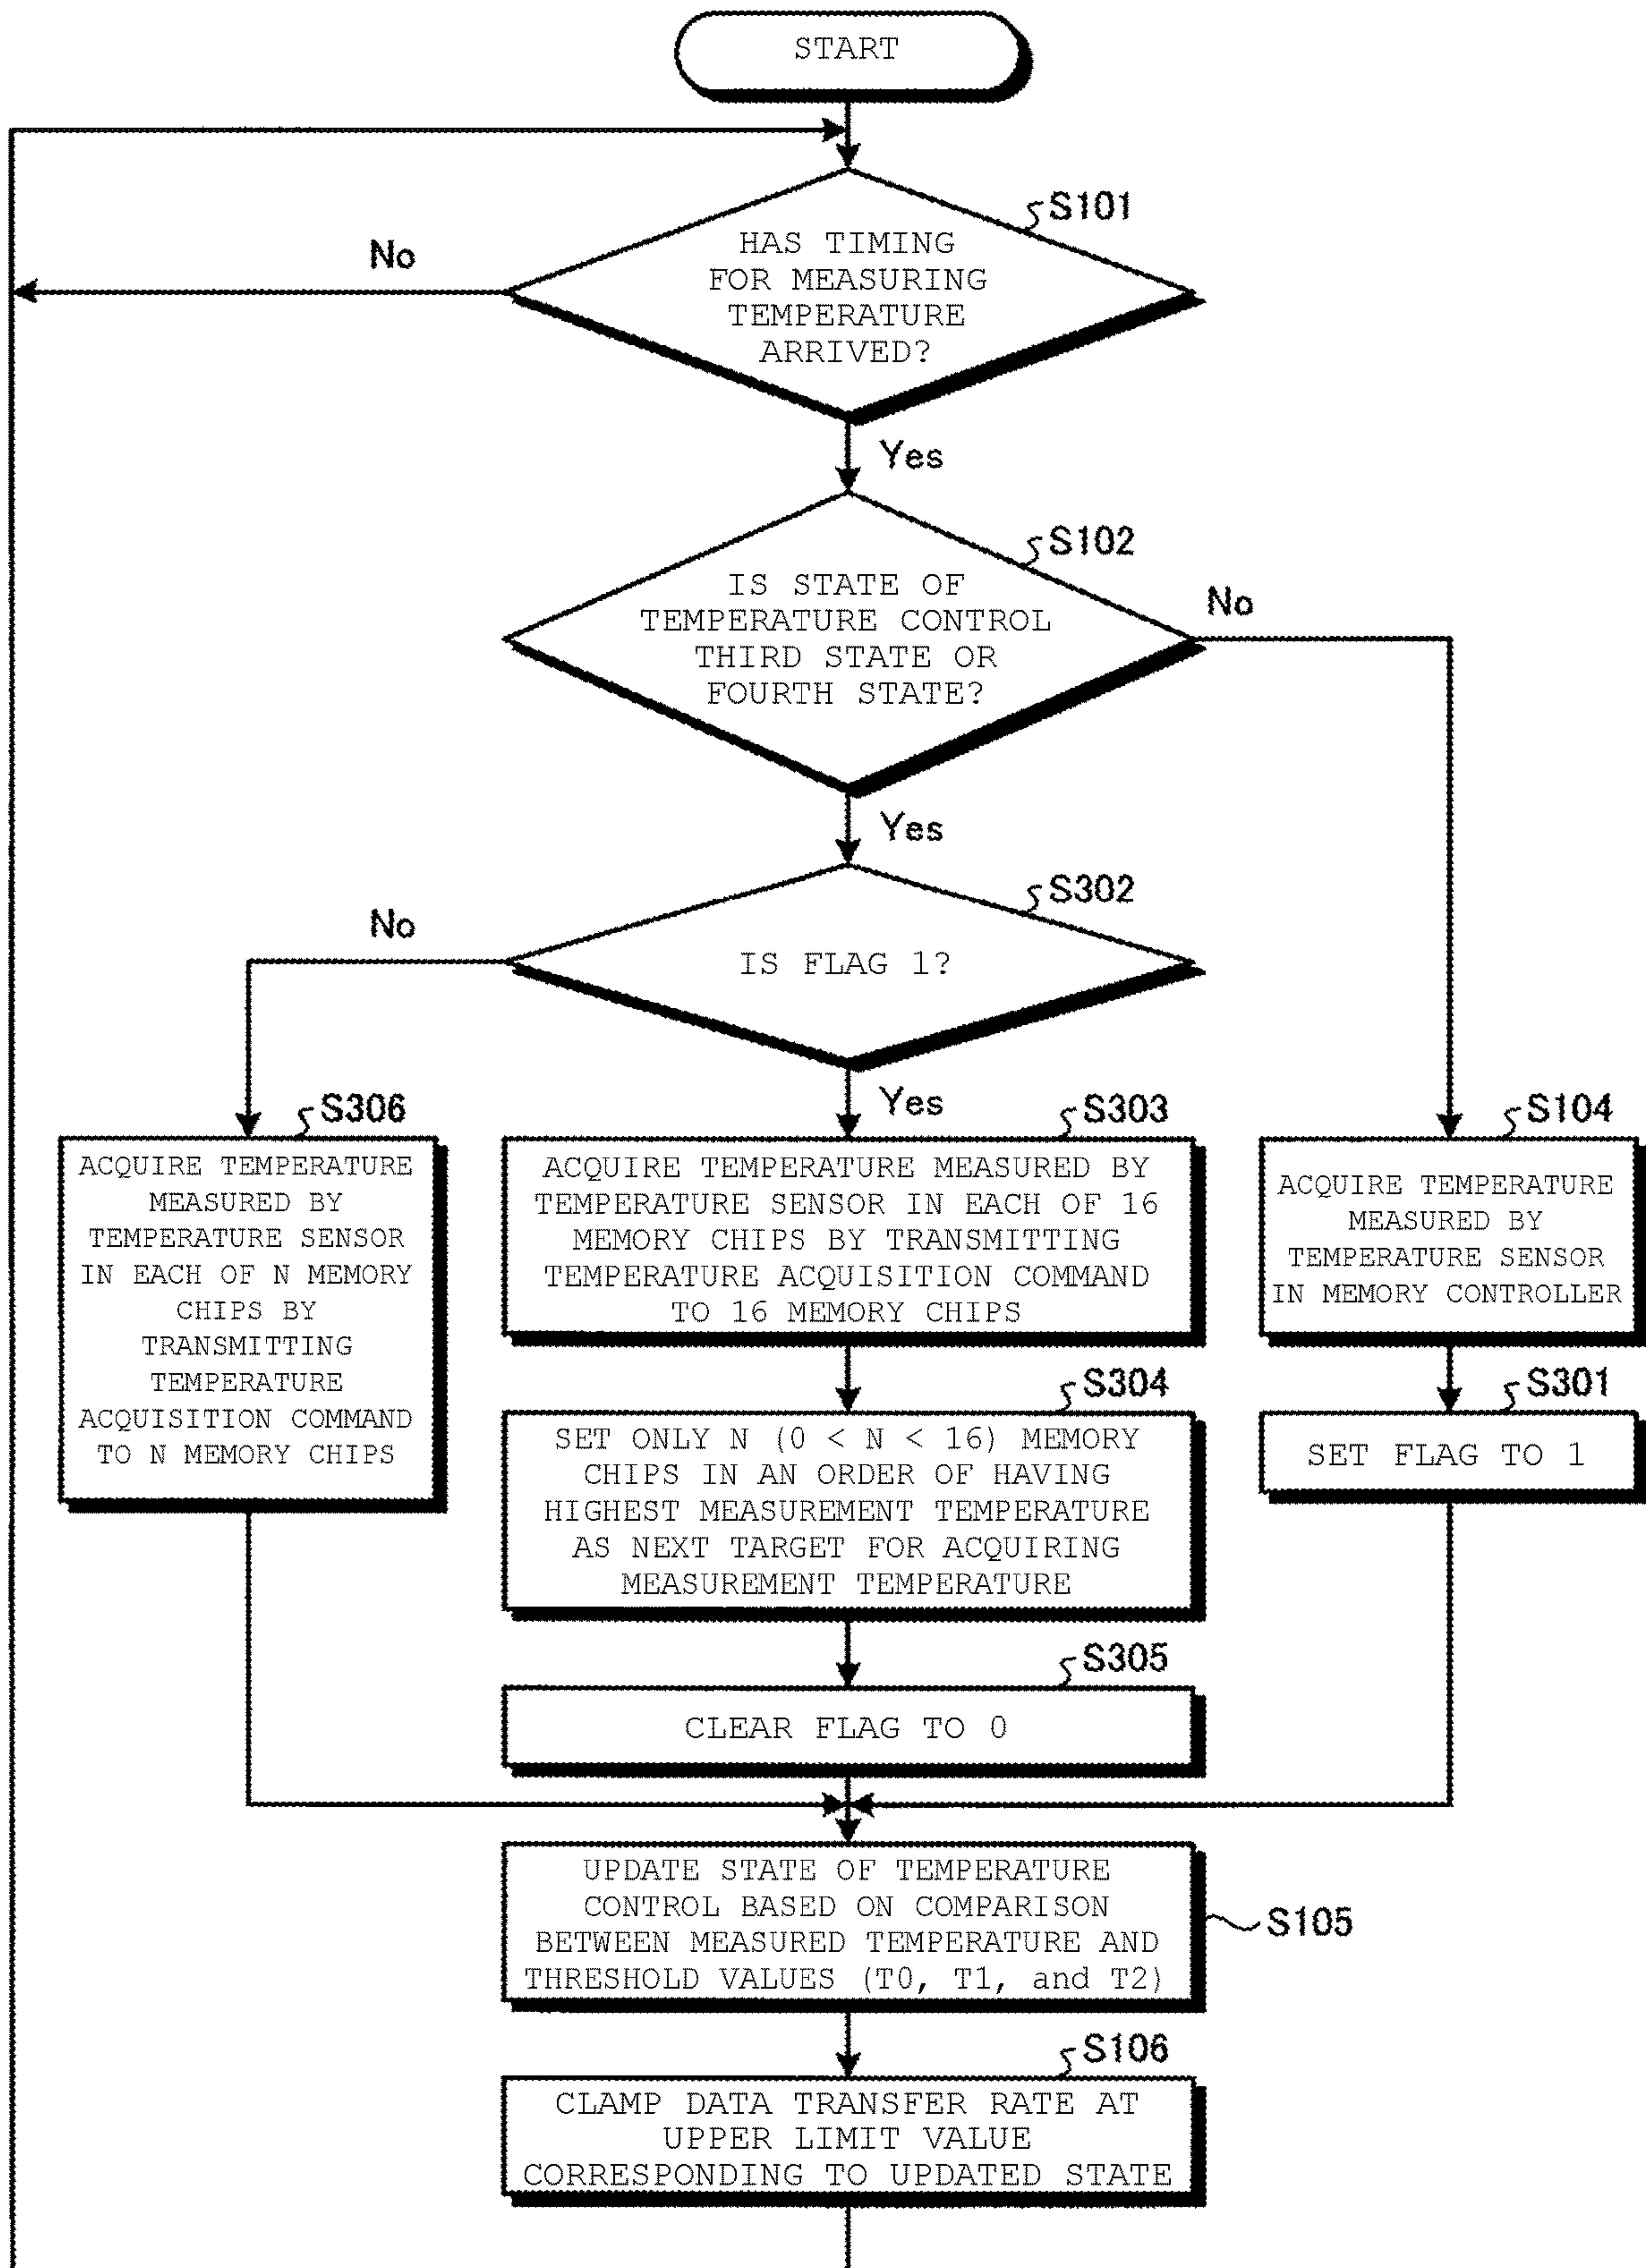 START
S101
HAS TIMING
FOR MEASURING
TEMPERATURE
ARRIVED?
No
Yes
S102
IS STATE OF
TEMPERATURE CONTROL
THIRD STATE OR
FOURTH STATE?
No
Yes
S302
IS FLAG 1?
No
Yes
S306
ACQUIRE TEMPERATURE
MEASURED BY
TEMPERATURE SENSOR
IN EACH OF N MEMORY
CHIPS BY
TRANSMITTING
TEMPERATURE
ACQUISITION COMMAND
TO N MEMORY CHIPS
S303
ACQUIRE TEMPERATURE MEASURED BY
TEMPERATURE SENSOR IN EACH OF 16
MEMORY CHIPS BY TRANSMITTING
TEMPERATURE ACQUISITION COMMAND
TO 16 MEMORY CHIPS
S104
ACQUIRE TEMPERATURE
MEASURED BY
TEMPERATURE SENSOR
IN MEMORY CONTROLLER
S304
SET ONLY N (0 < N < 16) MEMORY
CHIPS IN AN ORDER OF HAVING
HIGHEST MEASUREMENT TEMPERATURE
AS NEXT TARGET FOR ACQUIRING
MEASUREMENT TEMPERATURE
S301
SET FLAG TO 1
S305
CLEAR FLAG TO 0
UPDATE STATE OF TEMPERATURE
CONTROL BASED ON COMPARISON
BETWEEN MEASURED TEMPERATURE AND
THRESHOLD VALUES (T0, T1, and T2)
S105
S106
CLAMP DATA TRANSFER RATE AT
UPPER LIMIT VALUE
CORRESPONDING TO UPDATED STATE